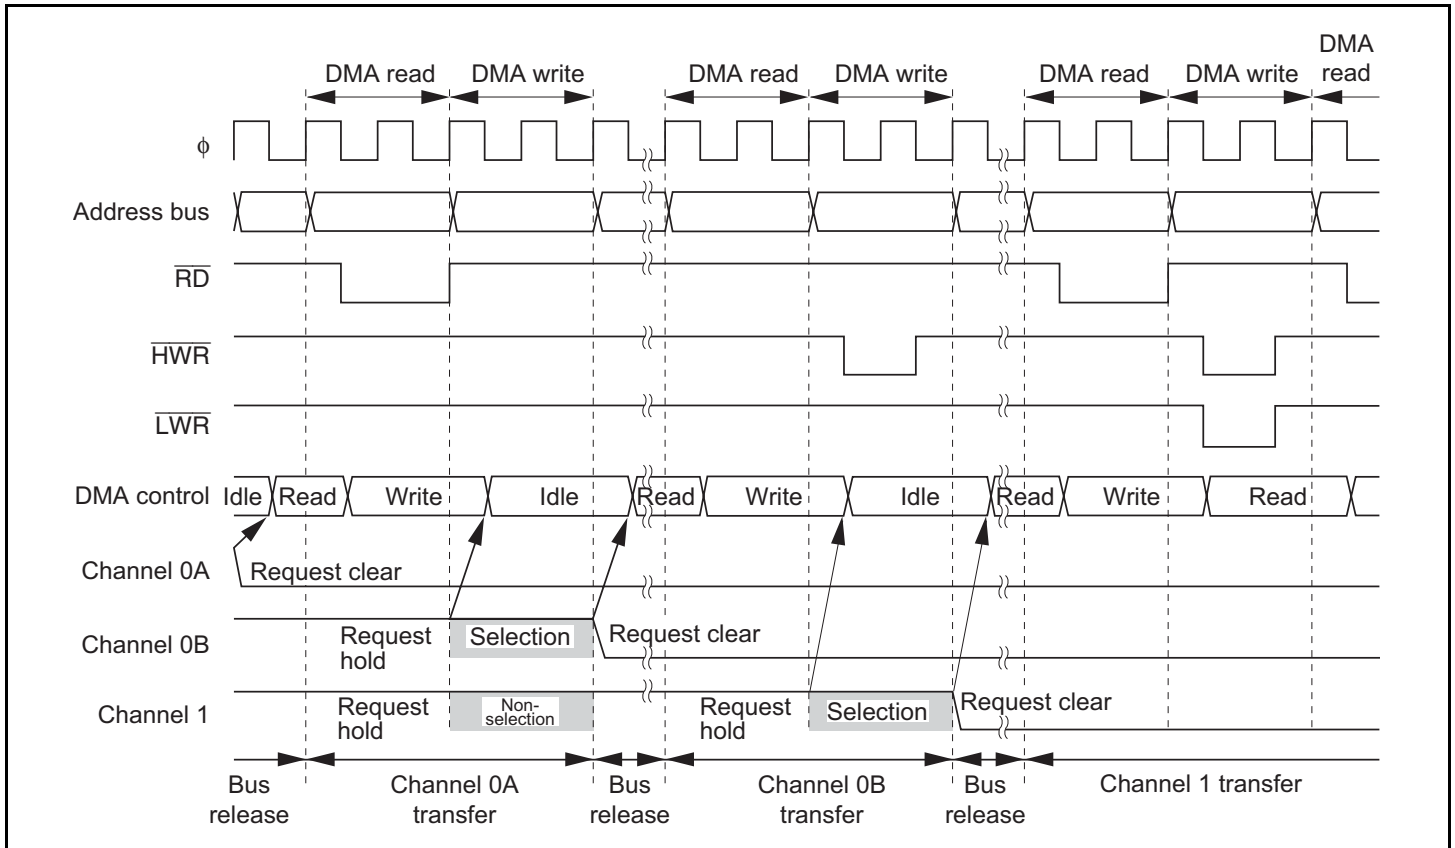 DMA read
DMA write
DMA read
DMA write
DMA read
DMA write
DMA
read
ϕ
Address bus
RD
HWR
LWR
DMA control
Idle
Read
Write
Idle
Read
Write
Idle
Read
Write
Read
Channel 0A
Request clear
Channel 0B
Request
hold
Selection
Request clear
Channel 1
Request
hold
Non-
selection
Request
hold
Selection
Request clear
Bus
release
Channel 0A
transfer
Bus
release
Channel 0B
transfer
Bus
release
Channel 1 transfer